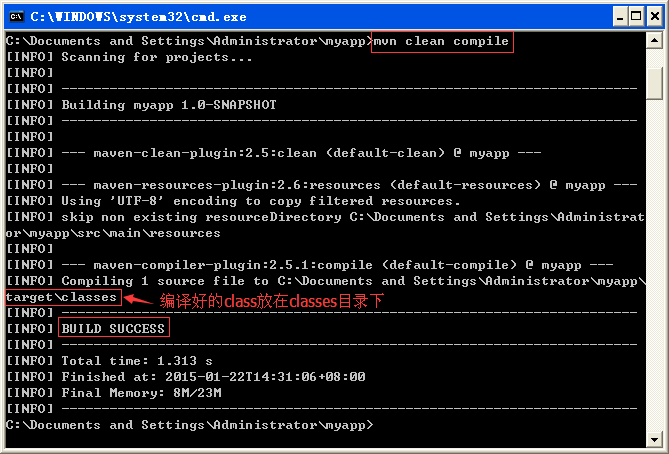 C:\WINDOWS\system32\cmd.exe
C:\Documents and Settings\Administrator\myapp>mvn clean compile
[INFO] Scanning for projects...
[INFO]
[INFO] ------------------------------------------------------------------------
[INFO] Building myapp 1.0-SNAPSHOT
[INFO] ------------------------------------------------------------------------
[INFO]
[INFO] --- maven-clean-plugin:2.5:clean (default-clean) @ myapp ---
[INFO]
[INFO] --- maven-resources-plugin:2.6:resources (default-resources) @ myapp ---
[INFO] Using 'UTF-8' encoding to copy filtered resources.
[INFO] skip non existing resourceDirectory C:\Documents and Settings\Administrat
or\myapp\src\main\resources
[INFO]
[INFO] --- maven-compiler-plugin:2.5.1:compile (default-compile) @ myapp ---
[INFO] Compiling 1 source file to C:\Documents and Settings\Administrator\myapp\
target\classes 编译好的class放在classes目录下
[INFO] ------------------------------------------------------------------------
[INFO] BUILD SUCCESS
[INFO] ------------------------------------------------------------------------
[INFO] Total time: 1.313 s
[INFO] Finished at: 2015-01-22T14:31:06+08:00
[INFO] Final Memory: 8M/23M
[INFO] ------------------------------------------------------------------------
C:\Documents and Settings\Administrator\myapp>